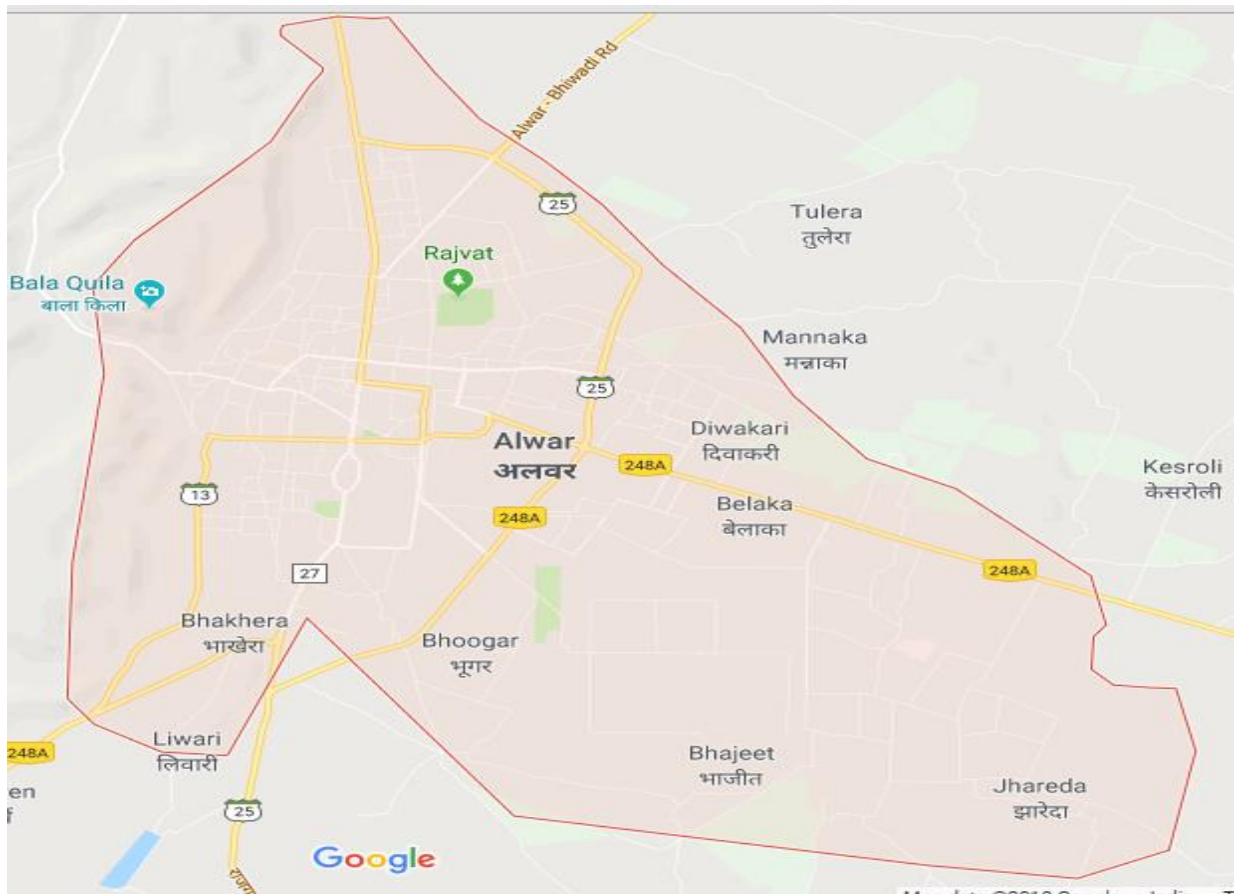 Alwar - Bhiwadi Rd
25
Tulera
तुलेरा
Rajvat
Bala Quila
बाला किला
Mannaka
मन्नाका
25
Diwakari
दिवाकरी
Alwar
अलवर
248A
Kesroli
केसरोली
13
Belaka
बेलाका
248A
248A
27
Bhakhera
भाखेरा
Bhoogar
भूगर
Liwari
लिवारी
248A
Bhajeet
भाजीत
Jhareda
झारेदा
en
25
Google